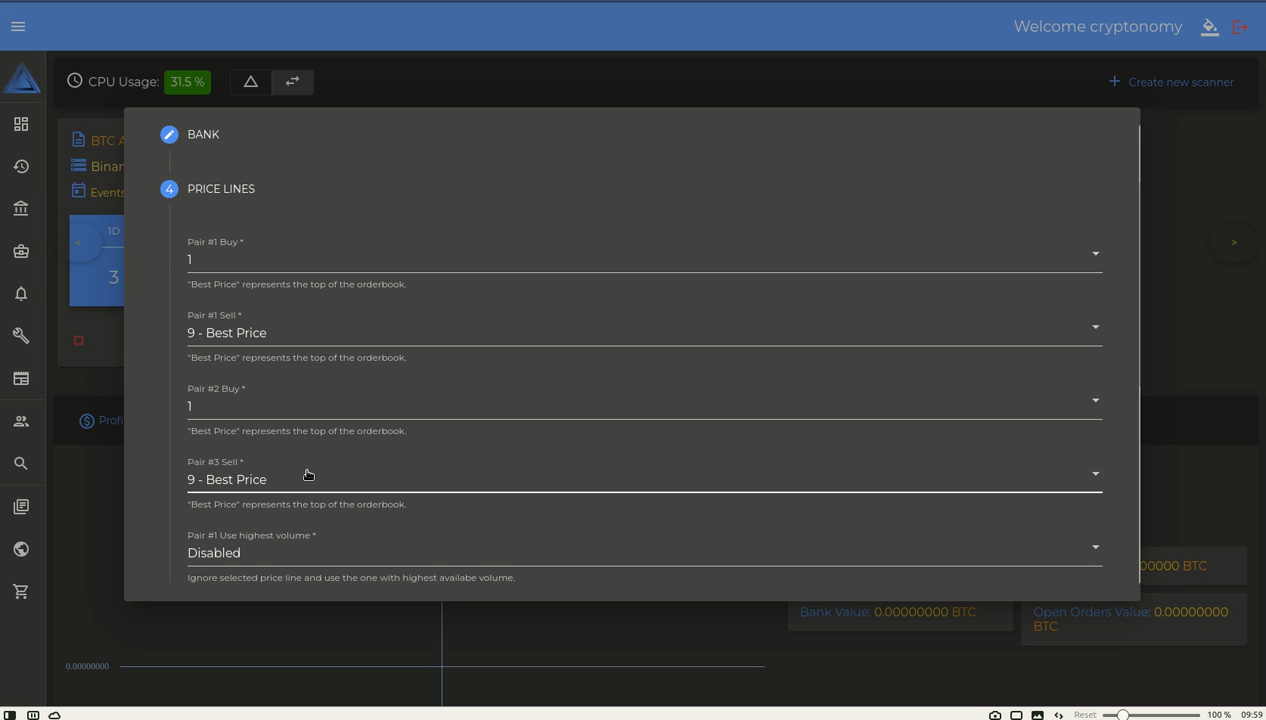 Welcome cryptonomy
CPU Usage: 31.5 %
Create new scanner
BTC A
Binan
Events
1D
<
3
>
BANK
4 PRICE LINES
Pair #1 Buy *
1
"Best Price" represents the top of the orderbook.
Pair #1 Sell *
9 - Best Price
"Best Price" represents the top of the orderbook.
Pair #2 Buy *
1
"Best Price" represents the top of the orderbook.
Pair #3 Sell *
9 - Best Price
"Best Price" represents the top of the orderbook.
Pair #1 Use highest volume *
Disabled
Ignore selected price line and use the one with highest availabe volume.
Profi
00000 BTC
Bank Value: 0.00000000 BTC
Open Orders Value: 0.00000000
BTC
0.00000000
Reset
100 %
09:59